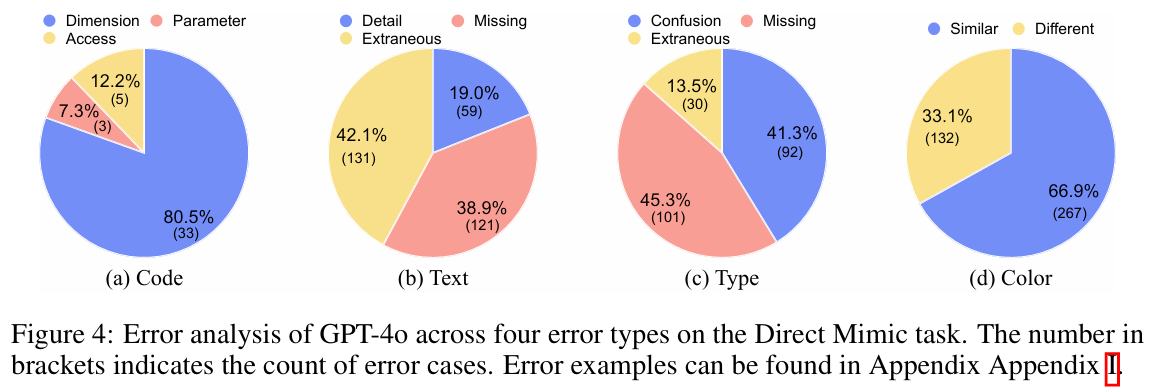 Dimension Parameter
Access
12.2%
(5)
7.3%
(3)
80.5%
(33)
(a) Code
Detail Missing
Extraneous
19.0%
(59)
42.1%
(131)
38.9%
(121)
(b) Text
Confusion Missing
Extraneous
13.5%
(30)
41.3%
(92)
45.3%
(101)
(c) Type
Similar Different
33.1%
(132)
66.9%
(267)
(d) Color
Figure 4: Error analysis of GPT-4o across four error types on the Direct Mimic task. The number in
brackets indicates the count of error cases. Error examples can be found in Appendix Appendix I.